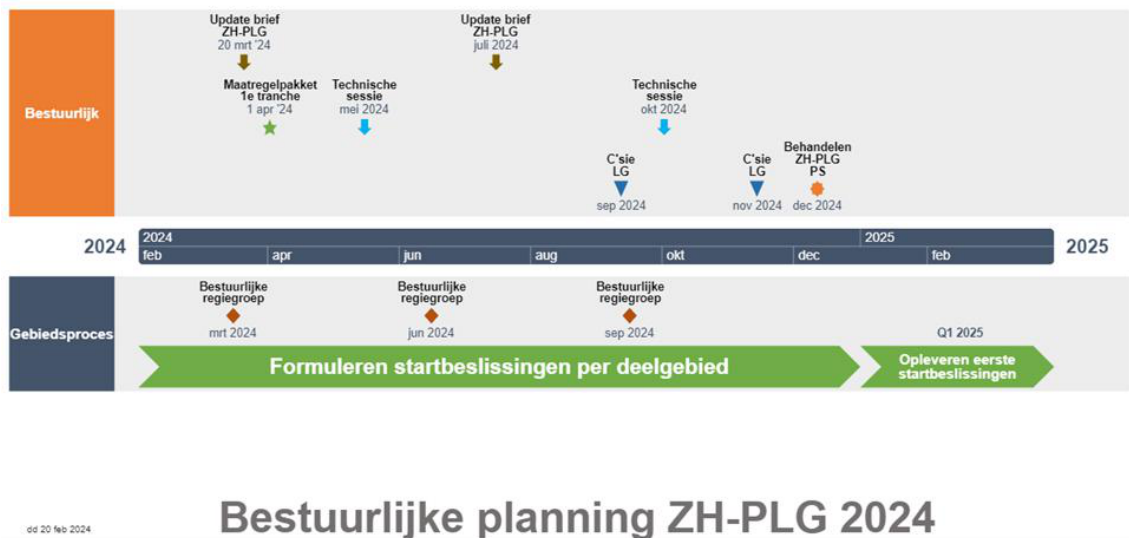 Update brief
ZH-PLG
20 mrt '24
Update brief
ZH-PLG
juli 2024
Maatregelpakket
1e tranche
1 apr '24
Technische
sessie
mei 2024
Technische
sessie
okt 2024
Bestuurlijk
C'sie
LG
sep 2024
C'sie
LG
nov 2024
Behandelen
ZH-PLG
PS
dec 2024
2024
2024
2025
feb
apr
jun
aug
okt
dec
feb
2025
Gebiedsproces
Bestuurlijke
regiegroep
mrt 2024
Bestuurlijke
regiegroep
jun 2024
Bestuurlijke
regiegroep
sep 2024
Q1 2025
Formuleren startbeslissingen per deelgebied
Opleveren eerste
startbeslissingen
dd 20 feb 2024
Bestuurlijke planning ZH-PLG 2024